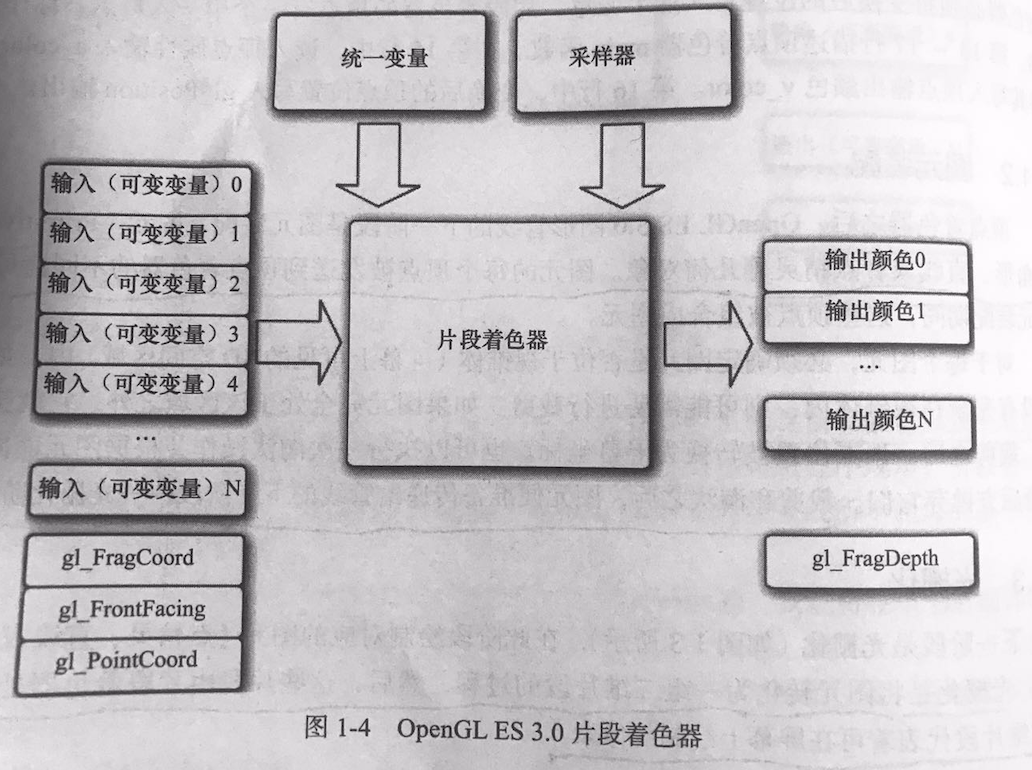 统一变量
采样器
输入（可变变量）0
输入（可变变量）1
输入（可变变量）2
输入（可变变量）3
输入（可变变量）4
…
输入（可变变量）N
gl_FragCoord
gl_FrontFacing
gl_PointCoord
片段着色器
输出颜色0
输出颜色1
…
输出颜色N
gl_FragDepth
图 1-4 OpenGL ES 3.0 片段着色器